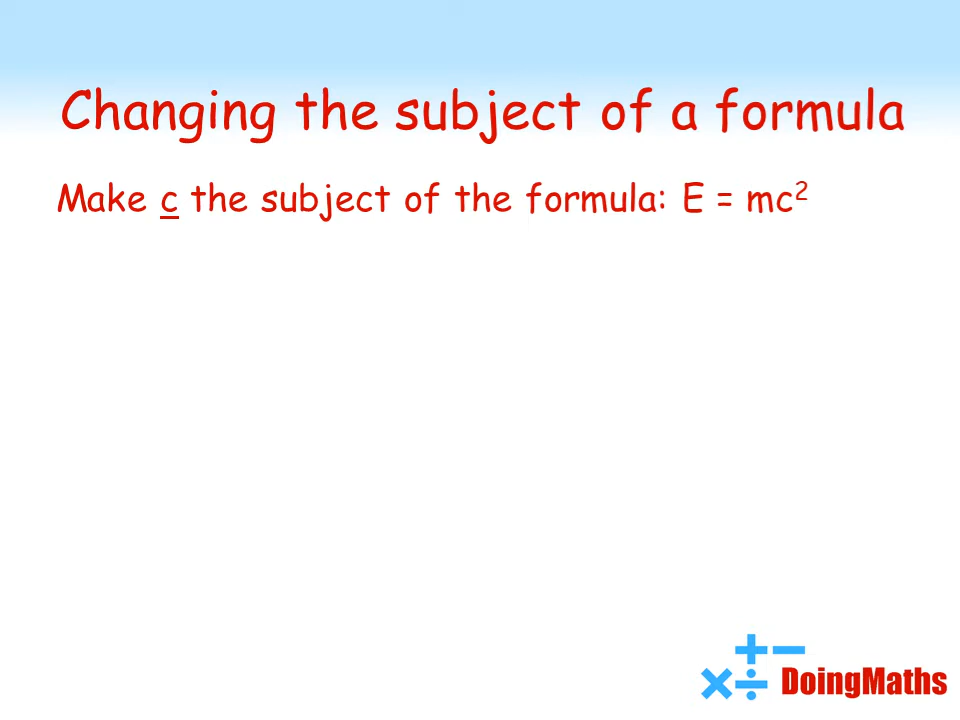 Changing the subject of a formula
Make c the subject of the formula: E = mc²
DoingMaths